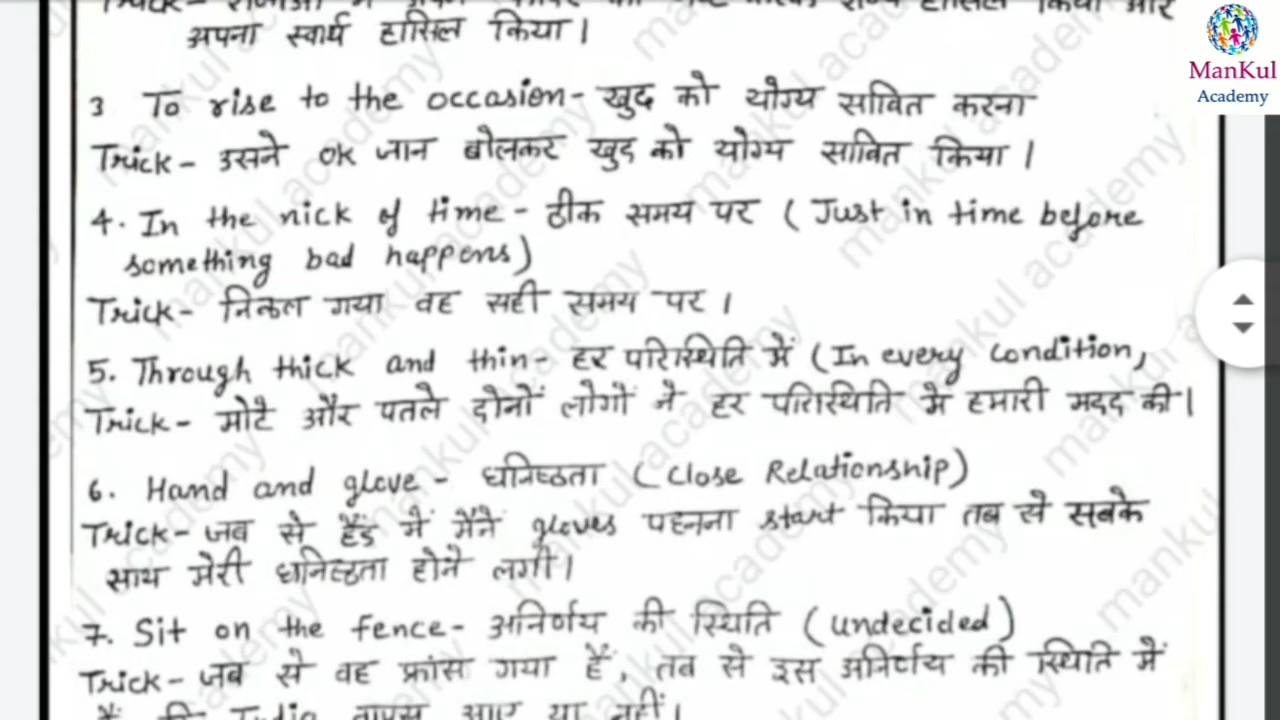 अपना स्वार्थ हासिल किया।
ManKul
Academy
3 To rise to the occasion - खुद को योग्य साबित करना
Trick - उसने ok जान बोलकर खुद को योग्य साबित किया।
4. In the nick of time - ठीक समय पर (Just in time before
something bad happens)
Trick - निकल गया वह सही समय पर।
5. Through thick and thin - हर परिस्थिति में (In every condition,
Trick - मोटे और पतले दोनों लोगों ने हर परिस्थिति में हमारी मदद की।
6. Hand and glove - घनिष्ठता (Close Relationship)
Trick - जब से हैंड में मैंने gloves पहनना start किया तब से सबके
साथ मेरी घनिष्ठता होने लगी।
7. Sit on the fence - अनिर्णय की स्थिति (undecided)
Trick - जब से वह फ्रांस गया हैं, तब से इस अनिर्णय की स्थिति में